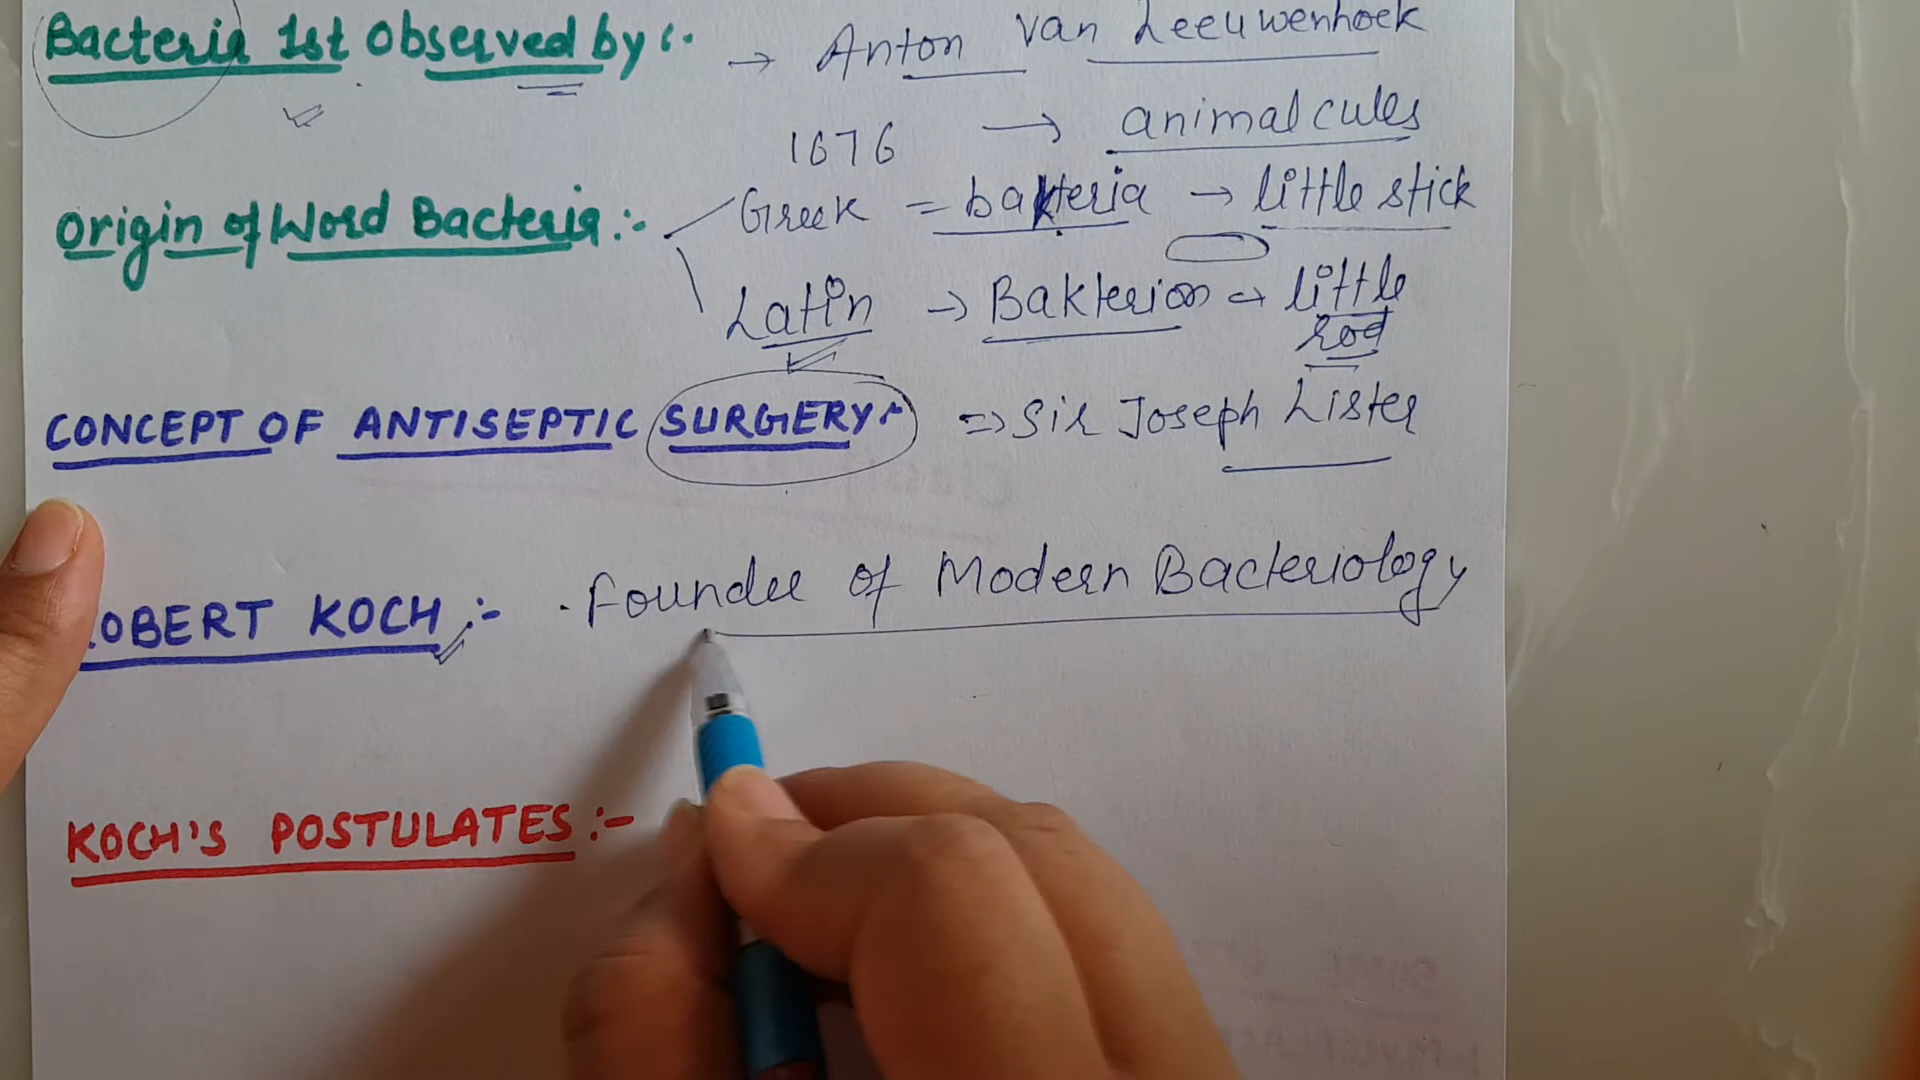 Bacteria 1st Observed by :- → Anton Van Leeuwenhoek
1676 → animalcules
Origin of Word Bacteria :- Greek = bakteria → little stick
Latin → Bakterion → little
rod
CONCEPT OF ANTISEPTIC SURGERY :- ⇒ Sir Joseph Lister
ROBERT KOCH :- . Founder of Modern Bacteriology
KOCH'S POSTULATES :-